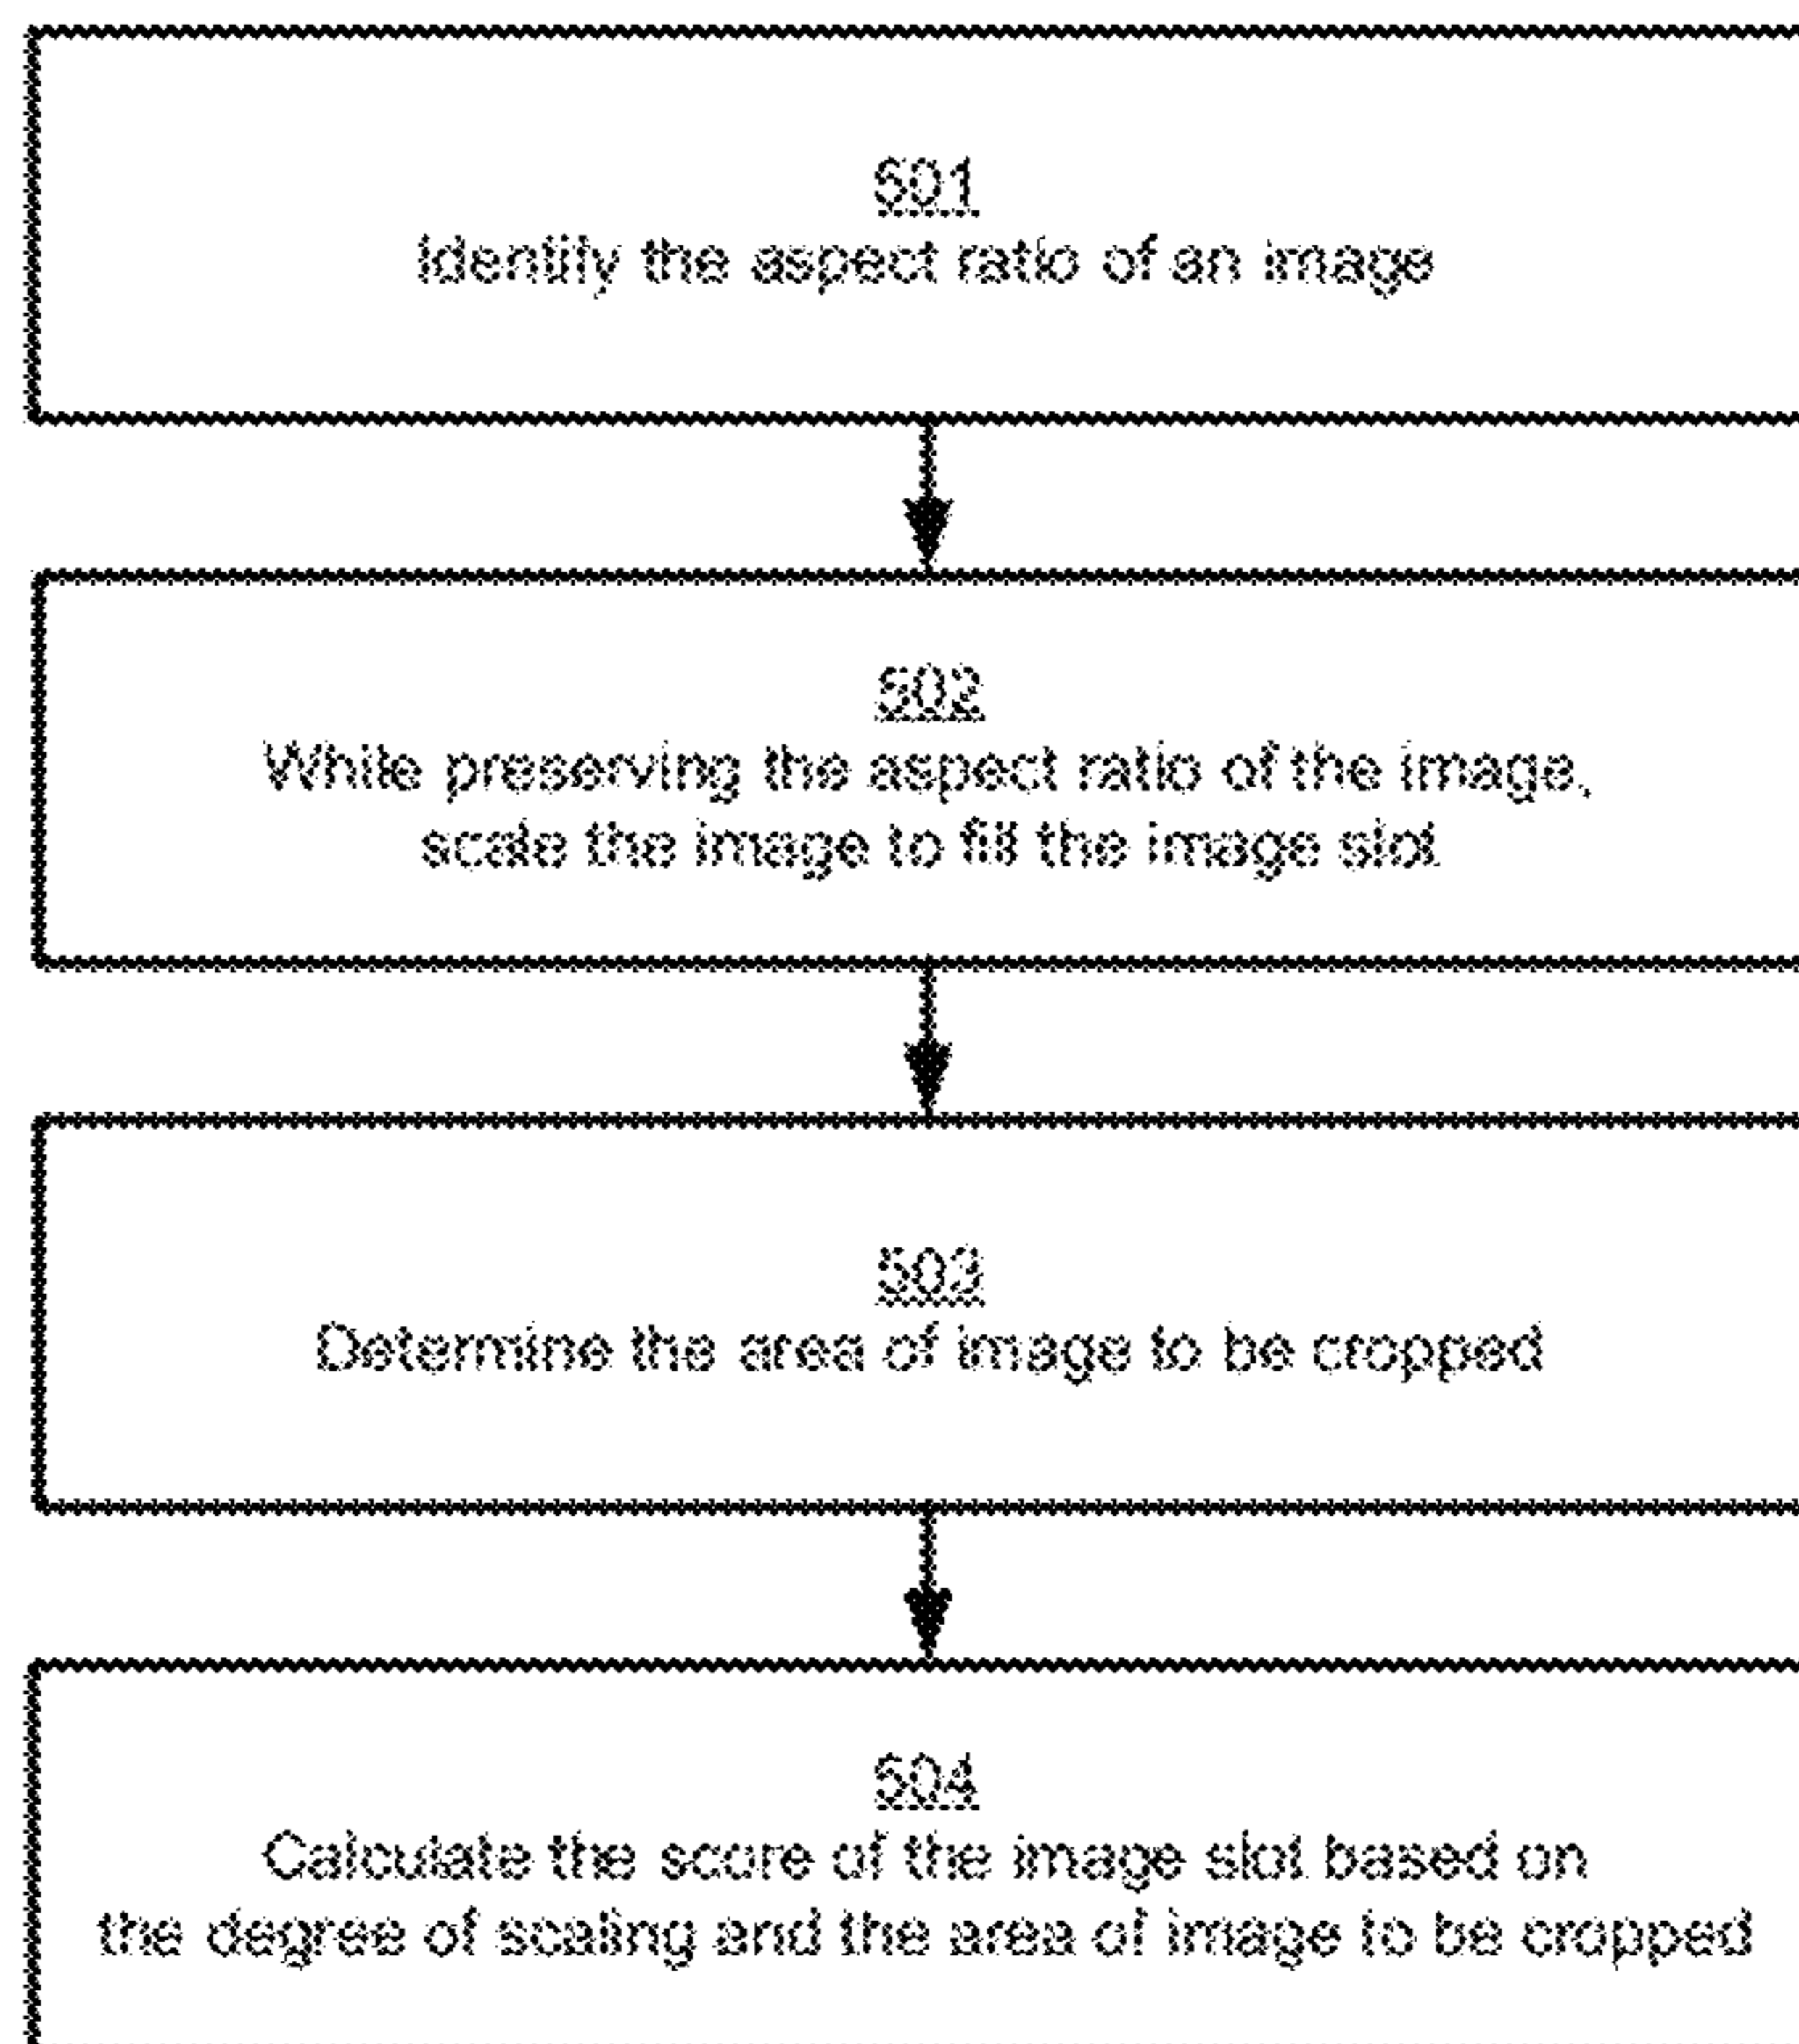 501
Identify the aspect ratio of an image
502
While preserving the aspect ratio of the image,
scale the image to fill the image slot
503
Determine the area of image to be cropped
504
Calculate the score of the image slot based on
the degree of scaling and the area of image to be cropped